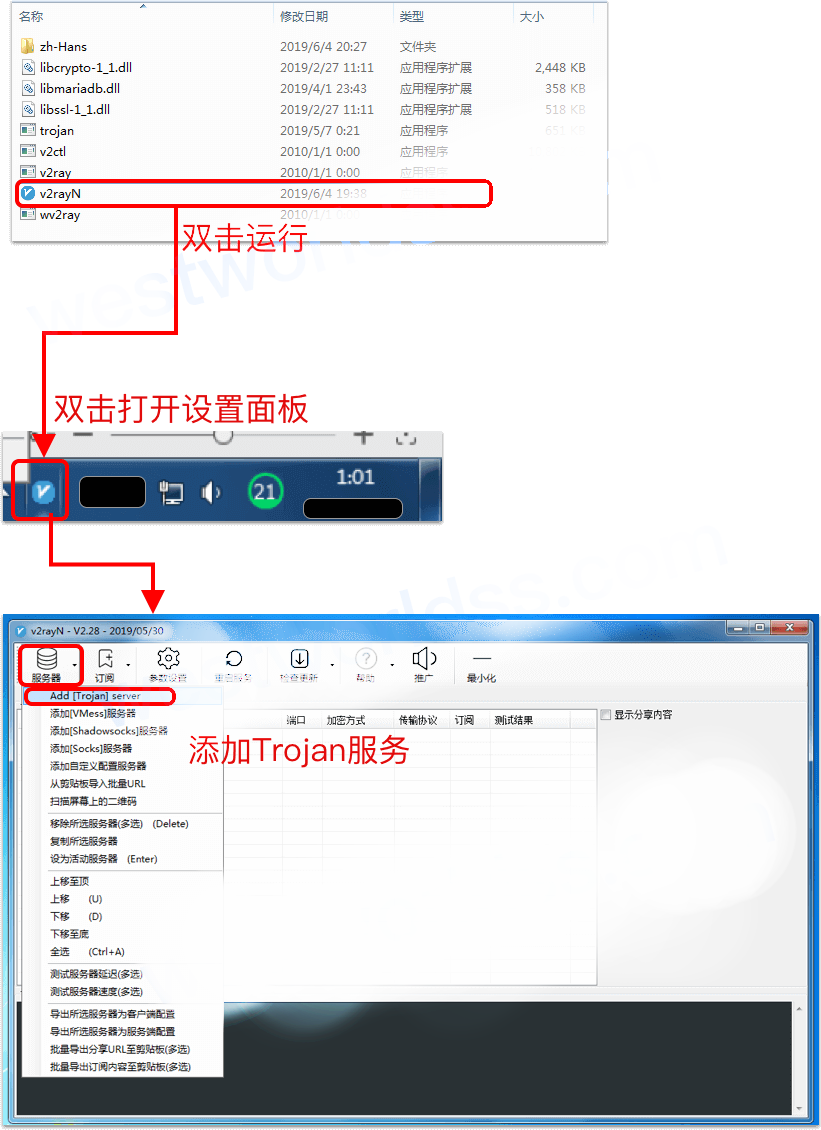 名称 修改日期 类型 大小
zh-Hans 2019/6/4 20:27 文件夹
libcrypto-1_1.dll 2019/2/27 11:11 应用程序扩展 2,448 KB
libmariadb.dll 2019/4/1 23:43 应用程序扩展 358 KB
libssl-1_1.dll 2019/2/27 11:11 应用程序扩展 518 KB
trojan 2019/5/7 0:21 应用程序 651 KB
v2ctl 2010/1/1 0:00 应用程序
v2ray 2010/1/1 0:00 应用程序
v2rayN 2019/6/4 19:38
wv2ray 2010/1/1 0:00
双击运行
双击打开设置面板
21 1:01
v2rayN - V2.28 - 2019/05/30
服务器 订阅 参数设置 重启服务 检查更新 帮助 推广 最小化
Add [Trojan] server
添加[VMess]服务器
添加[Shadowsocks]服务器
添加[Socks]服务器
添加自定义配置服务器
从剪贴板导入批量URL
扫描屏幕上的二维码
移除所选服务器(多选) (Delete)
复制所选服务器
设为活动服务器 (Enter)
上移至顶
上移 (U)
下移 (D)
下移至底
全选 (Ctrl+A)
测试服务器延迟(多选)
测试服务器速度(多选)
导出所选服务器为客户端配置
导出所选服务器为服务端配置
批量导出分享URL至剪贴板(多选)
批量导出订阅内容至剪贴板(多选)
端口 加密方式 传输协议 订阅 测试结果
显示分享内容
添加Trojan服务